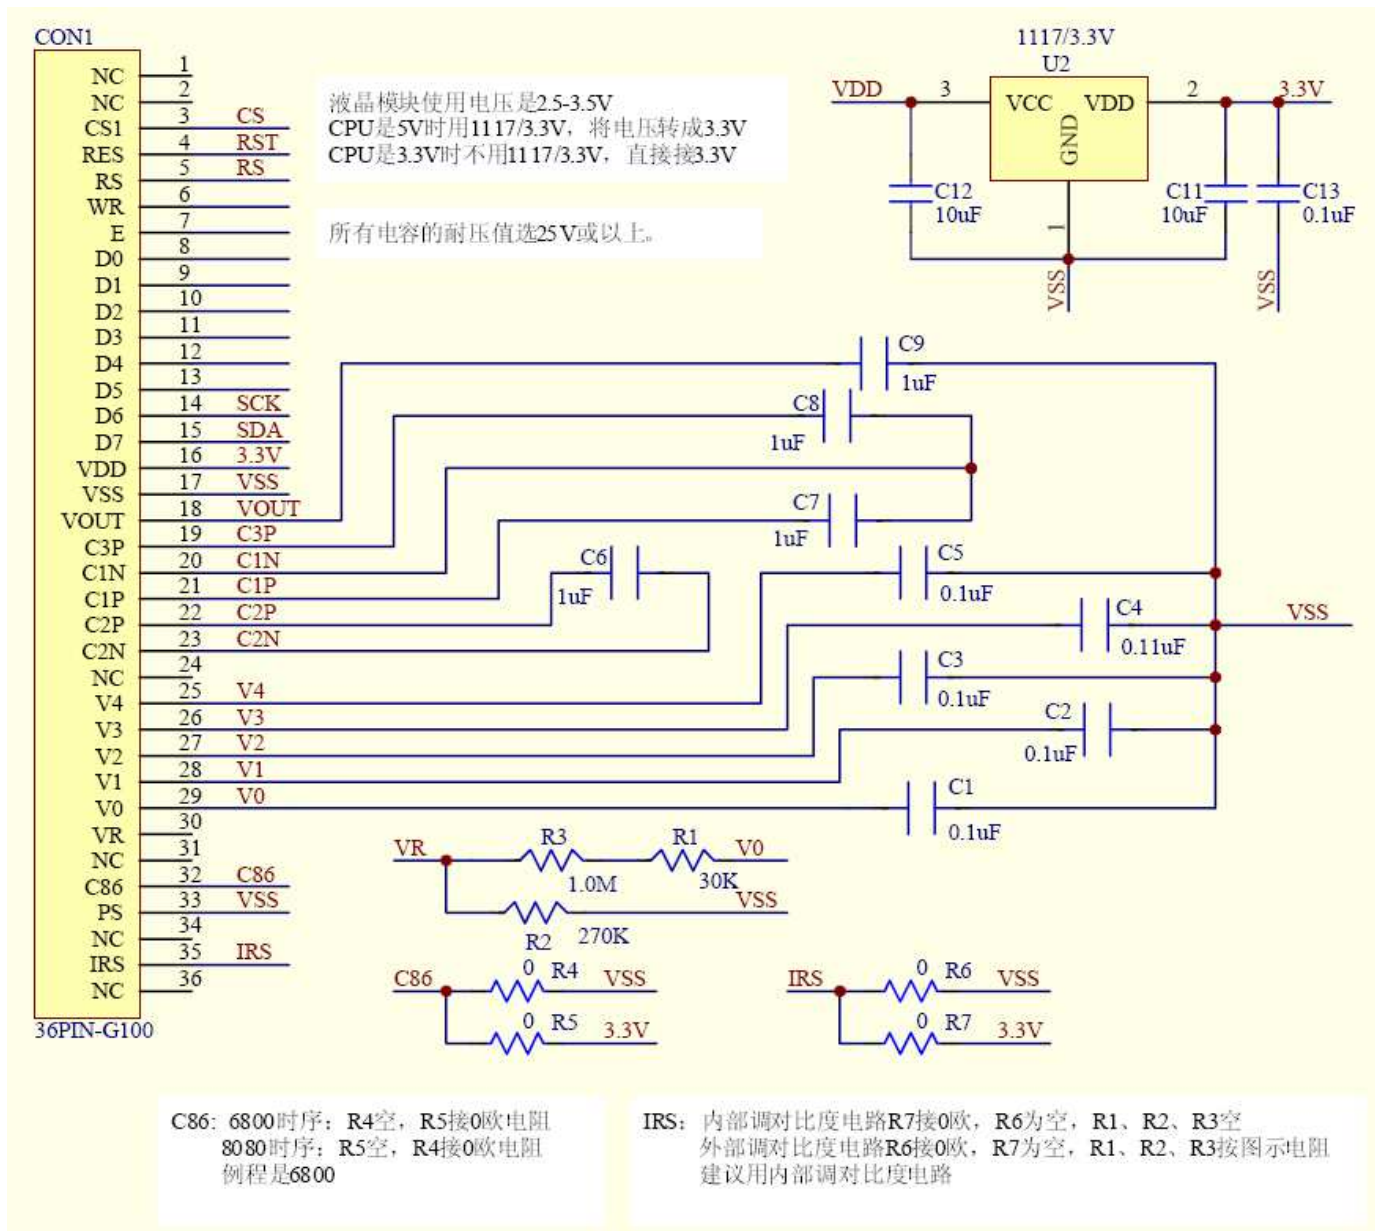 CON1
NC 1
NC 2
CS1 3 CS
RES 4 RST
RS 5 RS
WR 6
E 7
D0 8
D1 9
D2 10
D3 11
D4 12
D5 13
D6 14 SCK
D7 15 SDA
VDD 16 3.3V
VSS 17 VSS
VOUT 18 VOUT
C3P 19 C3P
C1N 20 C1N
C1P 21 C1P
C2P 22 C2P
C2N 23 C2N
NC 24
V4 25 V4
V3 26 V3
V2 27 V2
V1 28 V1
V0 29 V0
VR 30
NC 31
C86 32 C86
PS 33 VSS
NC 34
IRS 35 IRS
NC 36
36PIN-G100
液晶模块使用电压是2.5-3.5V
CPU是5V时用1117/3.3V，将电压转成3.3V
CPU是3.3V时不用1117/3.3V，直接接3.3V
所有电容的耐压值选25V或以上。
1117/3.3V
U2
VDD 3 VCC VDD 2 3.3V
GND
1
C12
10uF
C11
10uF
C13
0.1uF
VSS
VSS
C9
1uF
C8
1uF
C7
1uF
C6
1uF
C5
0.1uF
C4
0.11uF
VSS
C3
0.1uF
C2
0.1uF
C1
0.1uF
VR R3 R1 V0
1.0M 30K
VSS
R2 270K
C86 0 R4 VSS
0 R5 3.3V
IRS 0 R6 VSS
0 R7 3.3V
C86: 6800时序：R4空，R5接0欧电阻
8080时序：R5空，R4接0欧电阻
例程是6800
IRS: 内部调对比度电路R7接0欧，R6为空，R1、R2、R3空
外部调对比度电路R6接0欧，R7为空，R1、R2、R3按图示电阻
建议用内部调对比度电路